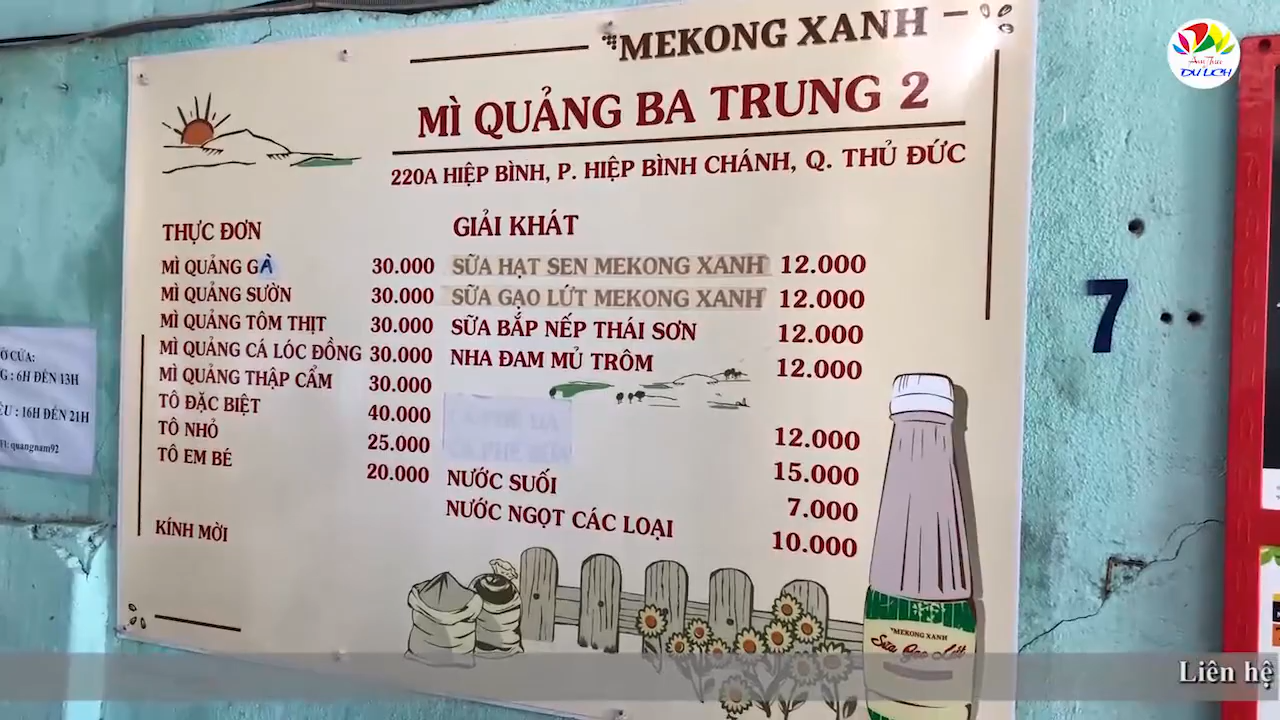 MEKONG XANH
MÌ QUẢNG BA TRUNG 2
220A HIỆP BÌNH, P. HIỆP BÌNH CHÁNH, Q. THỦ ĐỨC
THỰC ĐƠN
MÌ QUẢNG GÀ 30.000
MÌ QUẢNG SƯỜN 30.000
MÌ QUẢNG TÔM THỊT 30.000
MÌ QUẢNG CÁ LÓC ĐỒNG 30.000
MÌ QUẢNG THẬP CẨM 30.000
TÔ ĐẶC BIỆT 40.000
TÔ NHỎ 25.000
TÔ EM BÉ 20.000
KÍNH MỜI
GIẢI KHÁT
SỮA HẠT SEN MEKONG XANH 12.000
SỮA GẠO LỨT MEKONG XANH 12.000
SỮA BẮP NẾP THÁI SƠN 12.000
NHA ĐAM MỦ TRÔM 12.000
12.000
15.000
NƯỚC SUỐI 7.000
NƯỚC NGỌT CÁC LOẠI 10.000
MEKONG XANH
Sữa Gạo Lứt
CỬA:
: 6H ĐẾN 13H
: 16H ĐẾN 21H
quangnam92
7
Ẩm Thực
DU LỊCH
Liên hệ